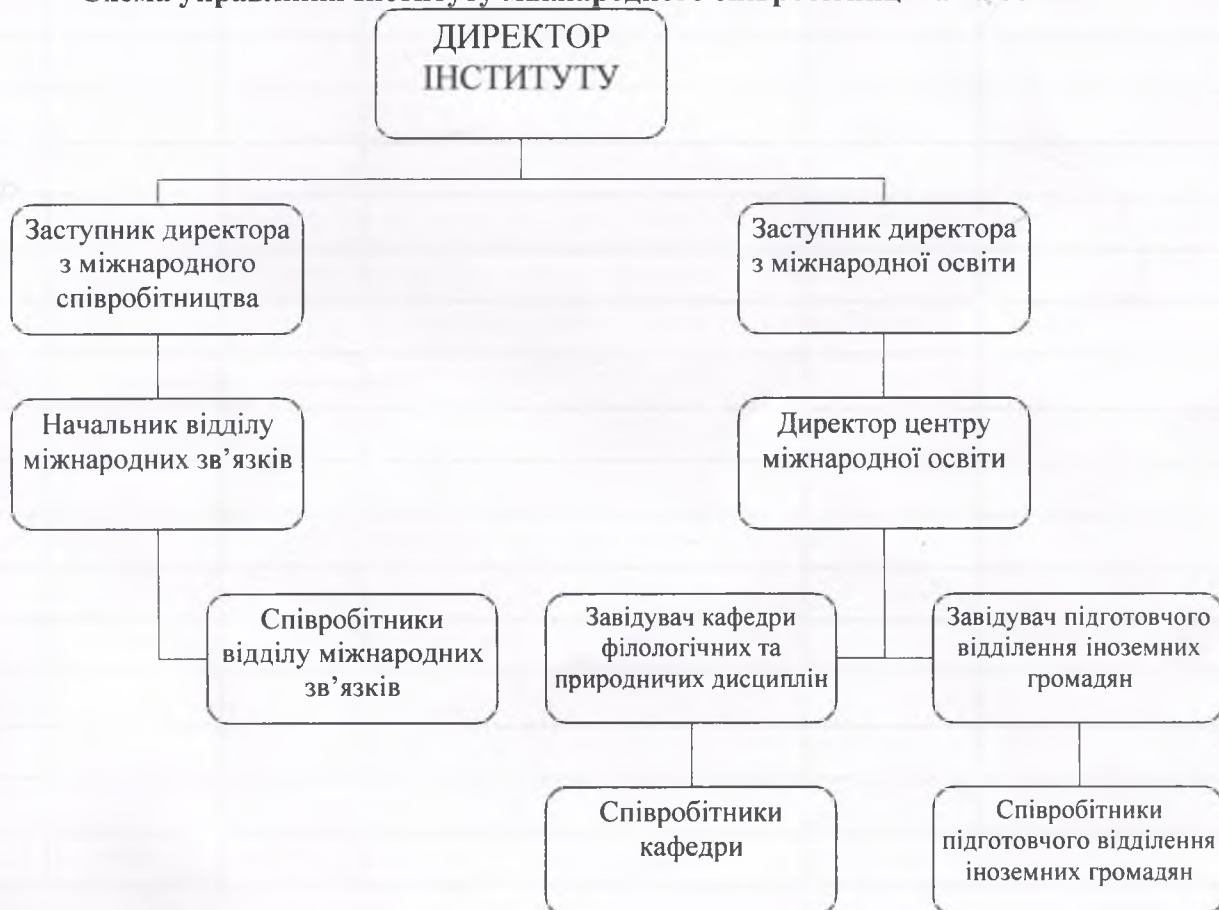 ДИРЕКТОР
ІНСТИТУТУ
Заступник директора
з міжнародного
співробітництва
Заступник директора
з міжнародної освіти
Начальник відділу
міжнародних зв’язків
Директор центру
міжнародної освіти
Співробітники
відділу міжнародних
зв’язків
Завідувач кафедри
філологічних та
природничих дисциплін
Завідувач підготовчого
відділення іноземних
громадян
Співробітники
кафедри
Співробітники
підготовчого відділення
іноземних громадян